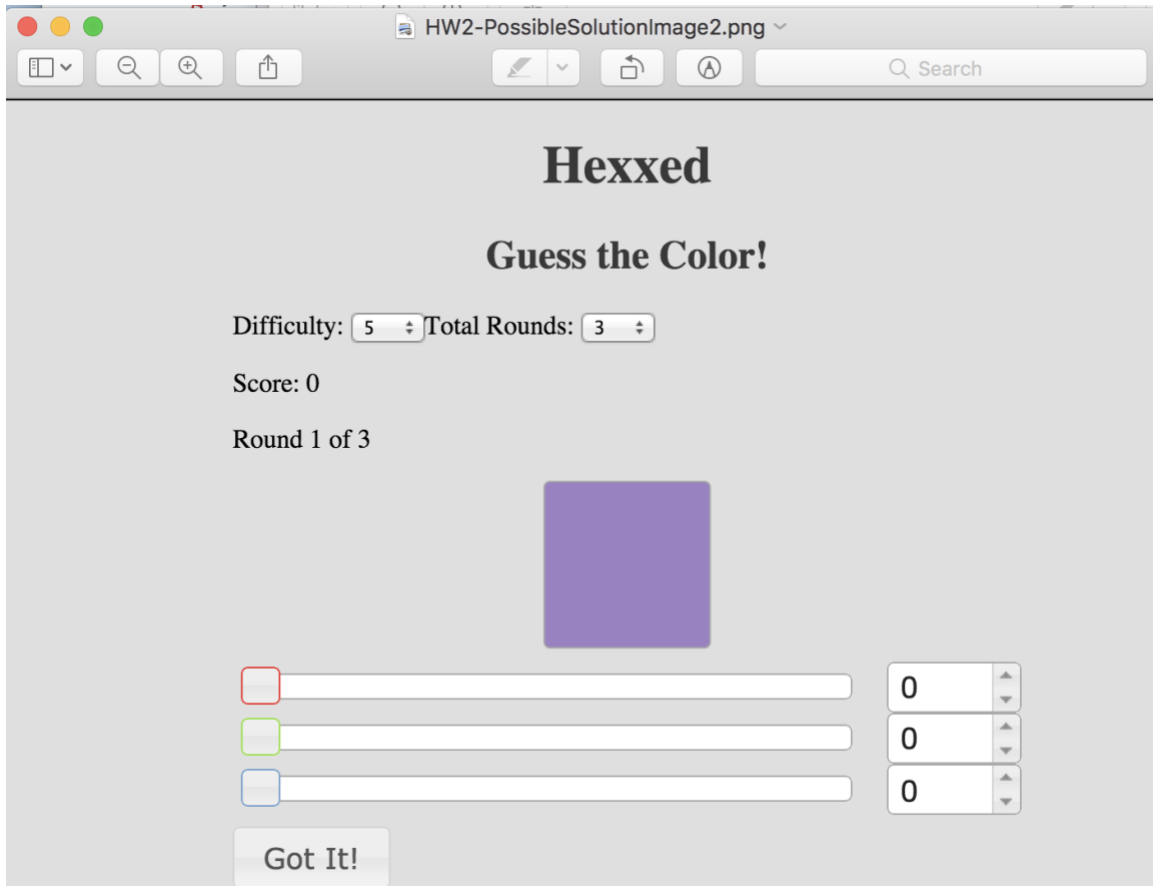 HW2-PossibleSolutionImage2.png
Search
Hexxed
Guess the Color!
Difficulty: 5 Total Rounds: 3
Score: 0
Round 1 of 3
0
0
0
Got It!